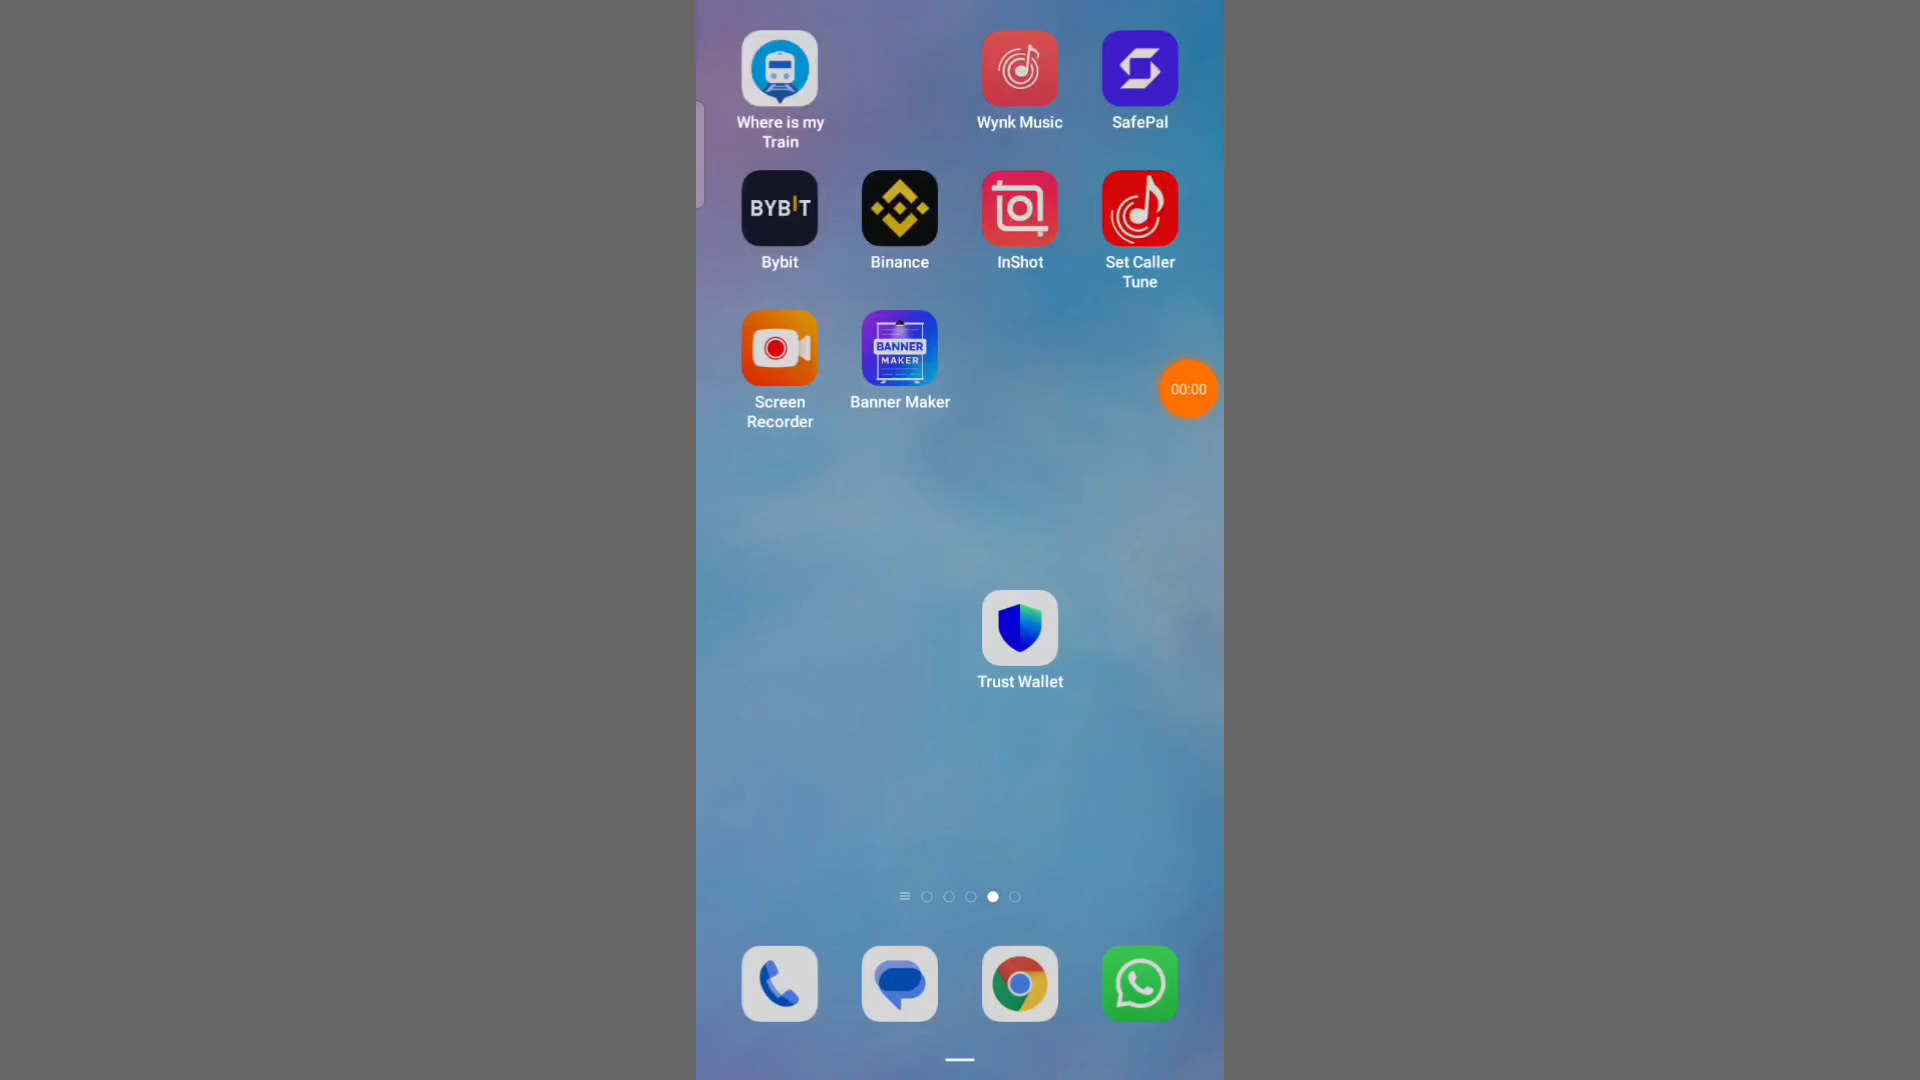 Where is my
Train
Wynk Music
SafePal
BYBIT
Bybit
Binance
InShot
Set Caller
Tune
BANNER
MAKER
Screen
Recorder
Banner Maker
00:00
Trust Wallet